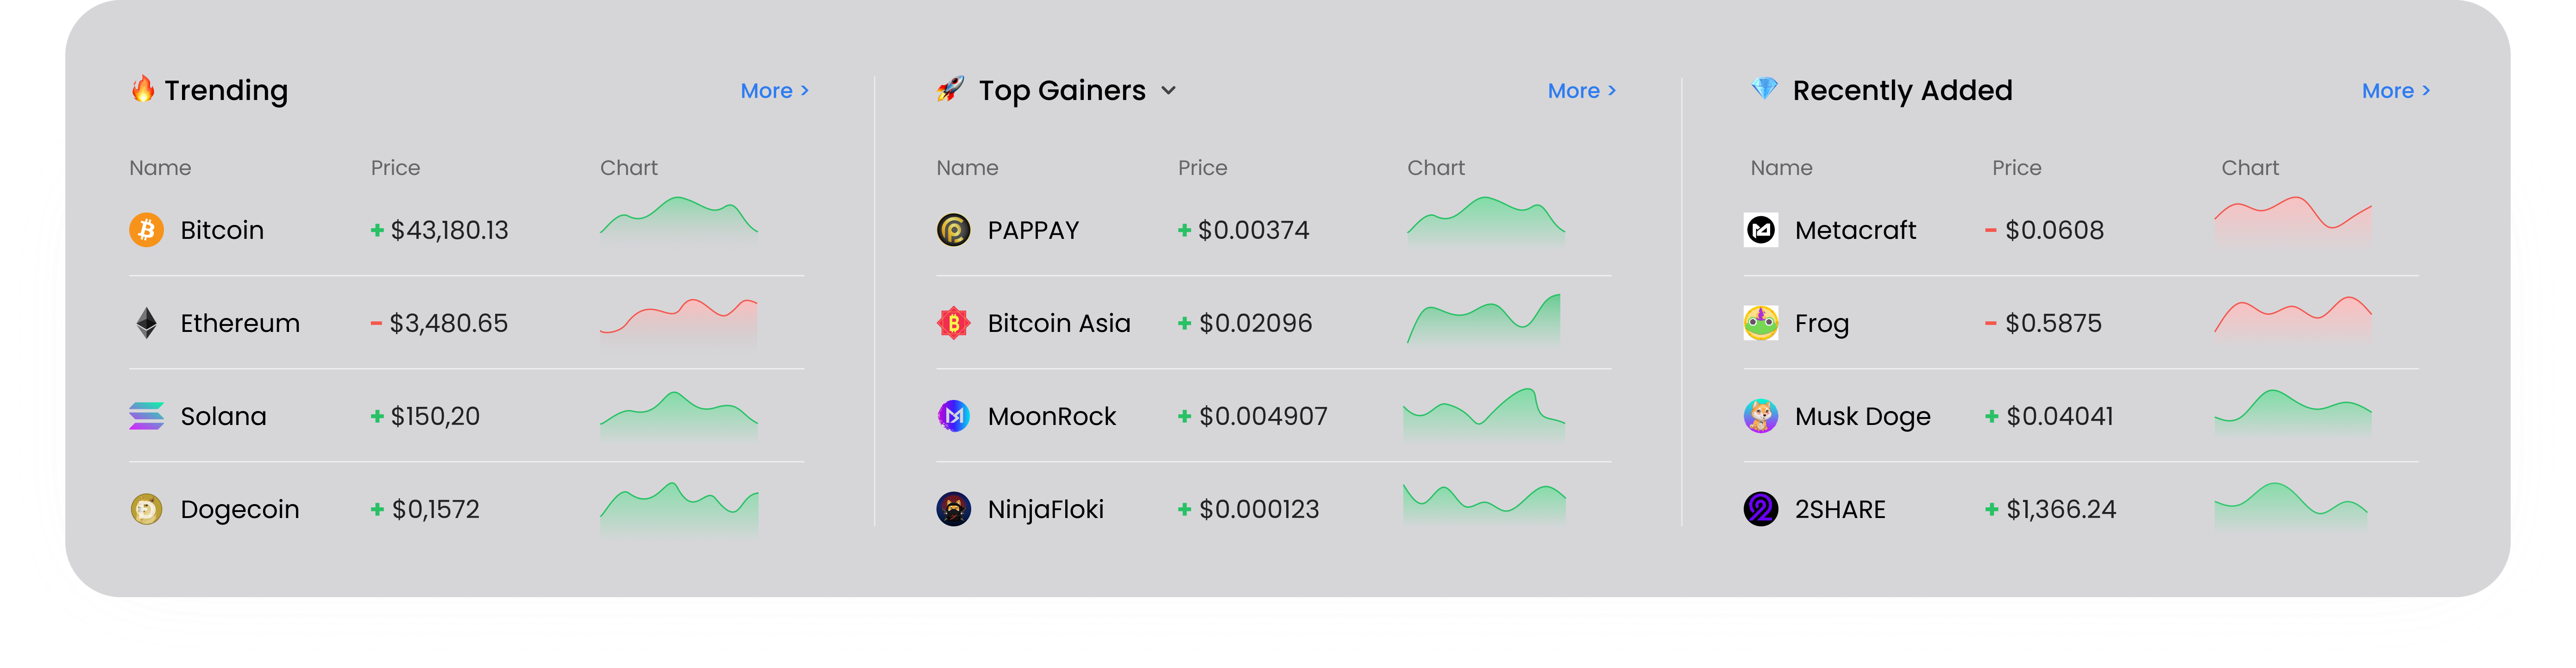 🔥 Trending More >
Name Price Chart
Bitcoin + $43,180.13
Ethereum - $3,480.65
Solana + $150,20
Dogecoin + $0,1572
🚀 Top Gainers More >
Name Price Chart
PAPPAY + $0.00374
Bitcoin Asia + $0.02096
MoonRock + $0.004907
NinjaFloki + $0.000123
💎 Recently Added More >
Name Price Chart
Metacraft - $0.0608
Frog - $0.5875
Musk Doge + $0.04041
2SHARE + $1,366.24